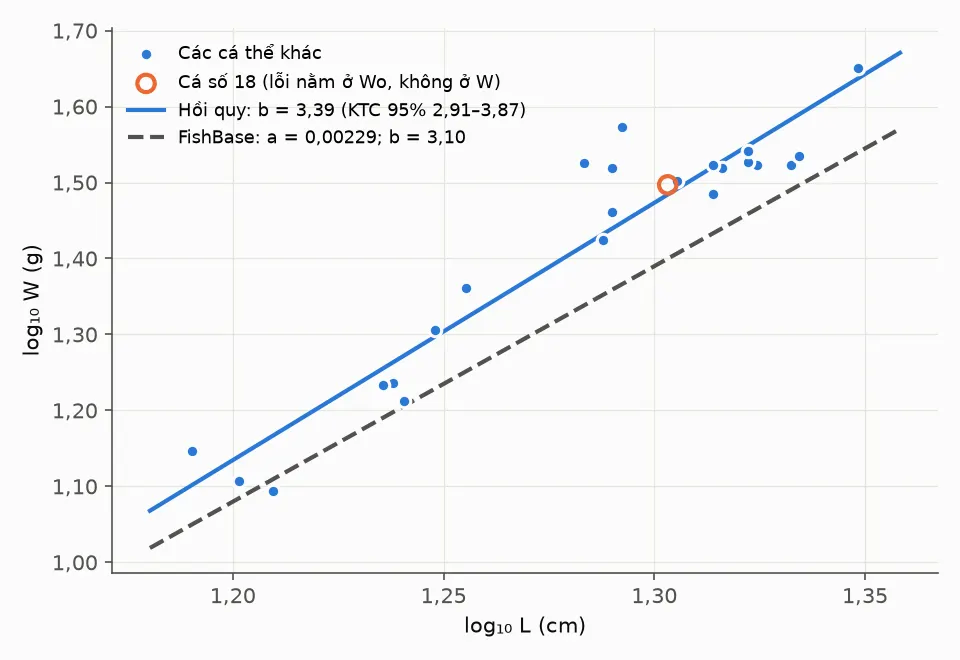 Các cá thể khác
Cá số 18 (lỗi nằm ở Wo, không ở W)
Hồi quy: b = 3,39 (KTC 95% 2,91–3,87)
FishBase: a = 0,00229; b = 3,10
1,70
1,60
1,50
1,40
1,30
1,20
1,10
1,00
log₁₀ W (g)
1,20
1,25
1,30
1,35
log₁₀ L (cm)